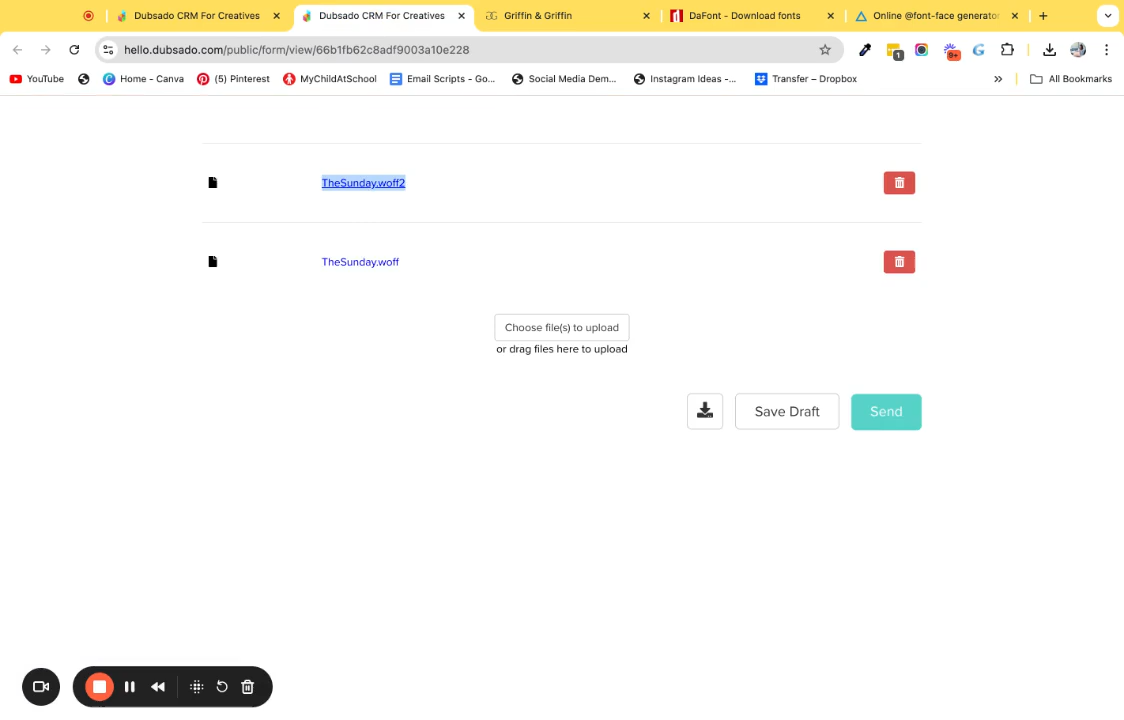 Dubsado CRM For Creatives
Dubsado CRM For Creatives
GG Griffin & Griffin
DaFont - Download fonts
Online @font-face generator
hello.dubsado.com/public/form/view/66b1fb62c8adf9003a10e228
1
9+
YouTube
Home - Canva
(5) Pinterest
MyChildAtSchool
Email Scripts - Go...
Social Media Dem...
Instagram Ideas -...
Transfer – Dropbox
All Bookmarks
TheSunday.woff2
TheSunday.woff
Choose file(s) to upload
or drag files here to upload
Save Draft
Send